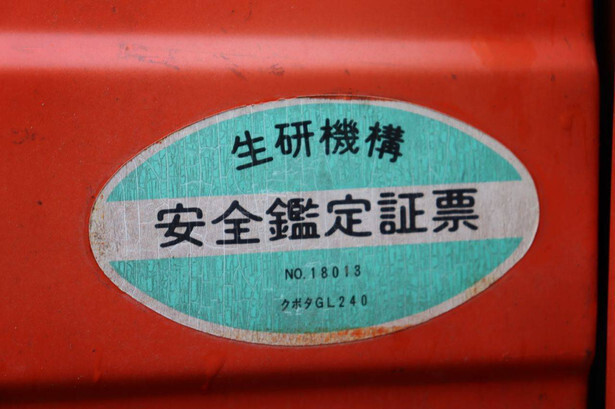 生研機構
安全鑑定証票
NO.18013
クボタGL240